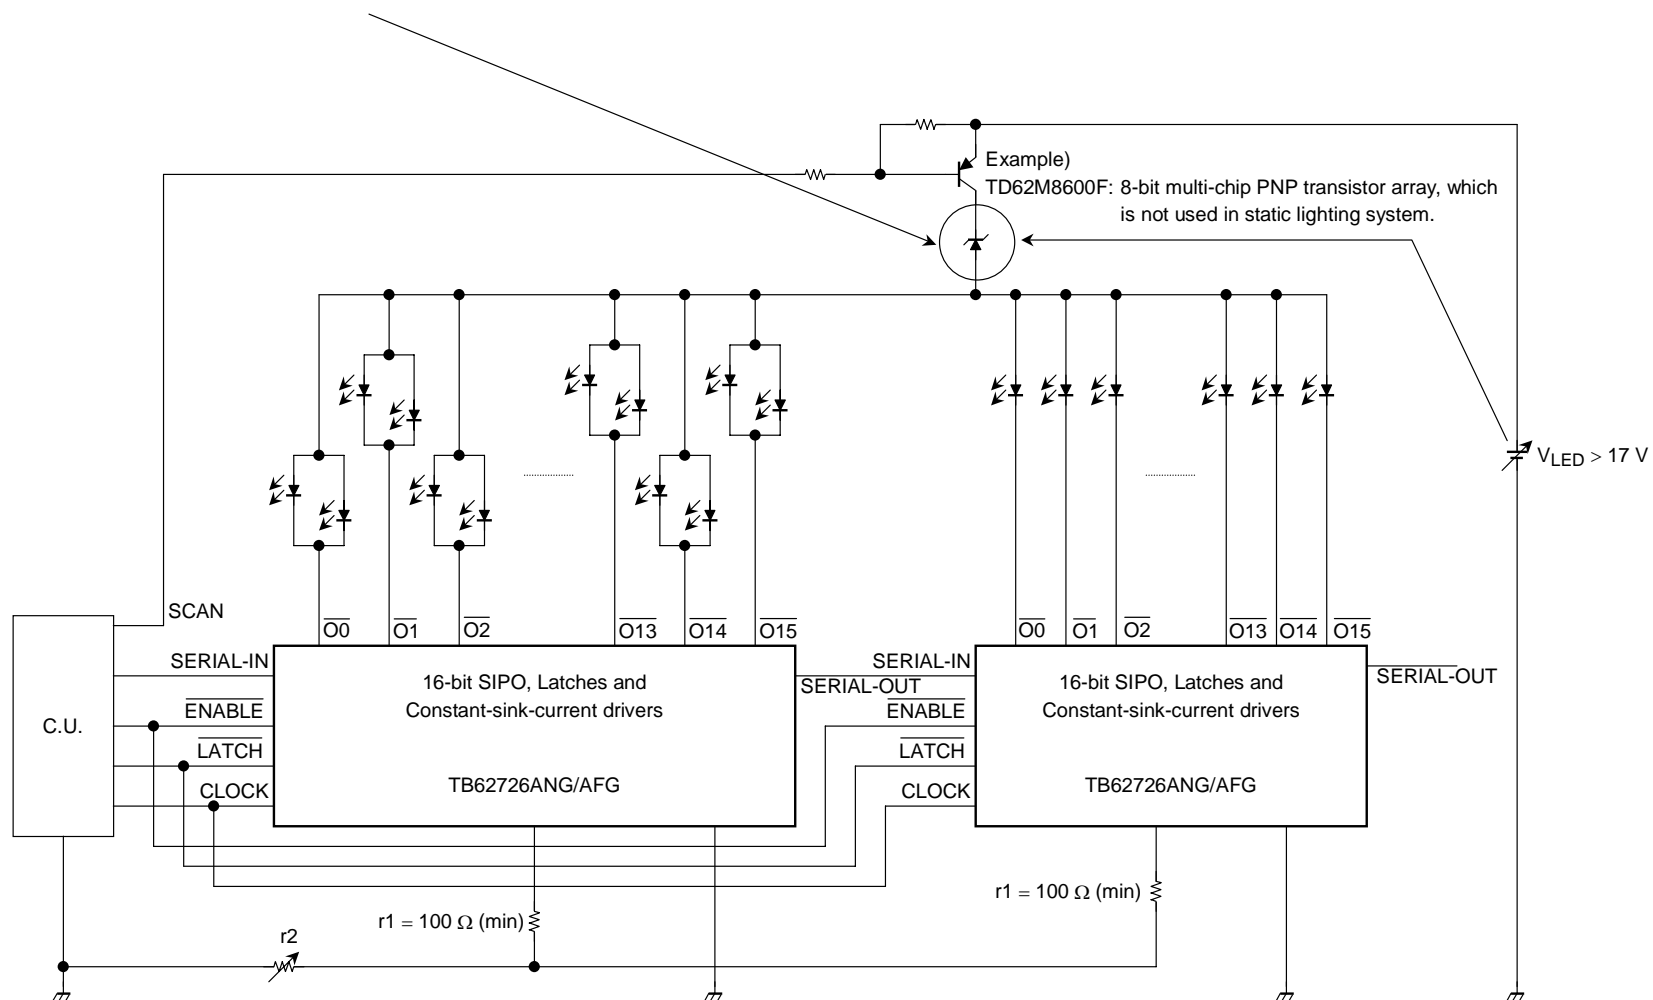 Example)
TD62M8600F: 8-bit multi-chip PNP transistor array, which
is not used in static lighting system.
VLED > 17 V
SCAN
O0 O1 O2 O13 O14 O15 O0 O1 O2 O13 O14 O15
C.U.
SERIAL-IN
ENABLE
LATCH
CLOCK
16-bit SIPO, Latches and
Constant-sink-current drivers
TB62726ANG/AFG
SERIAL-OUT
SERIAL-IN
ENABLE
LATCH
CLOCK
16-bit SIPO, Latches and
Constant-sink-current drivers
TB62726ANG/AFG
SERIAL-OUT
r1 = 100 Ω (min)
r1 = 100 Ω (min)
r2